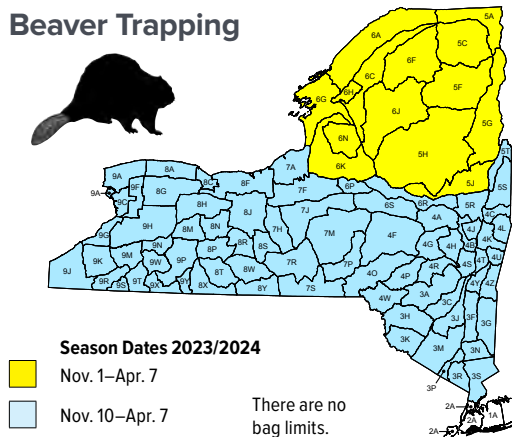 Beaver Trapping
5A
6A
5C
6F
6C
6H
5F
6G
6J
5G
6N
5H
6K
5T
7A
5J
9A
8A
8C
8F
6P
5S
9A
9F
8G
7F
9C
8H
6S
5R
4C
8J
7J
4A
4J
4L
9G
9H
8M
8N
7H
7M
4F
4G
4H
4B
4K
9N
8R
8S
9K
9M
9W
9P
8P
7R
7P
4R
4S
4T
4U
9J
8T
8W
4O
4P
4Y
4Z
9R
9S
9T
9X
9Y
8X
8Y
7S
4W
3A
3C
3H
3J
3F
3G
3K
3M
3N
3P
3R
3S
2A
2A
1A
2A
Season Dates 2023/2024
Nov. 1–Apr. 7
Nov. 10–Apr. 7
There are no
bag limits.